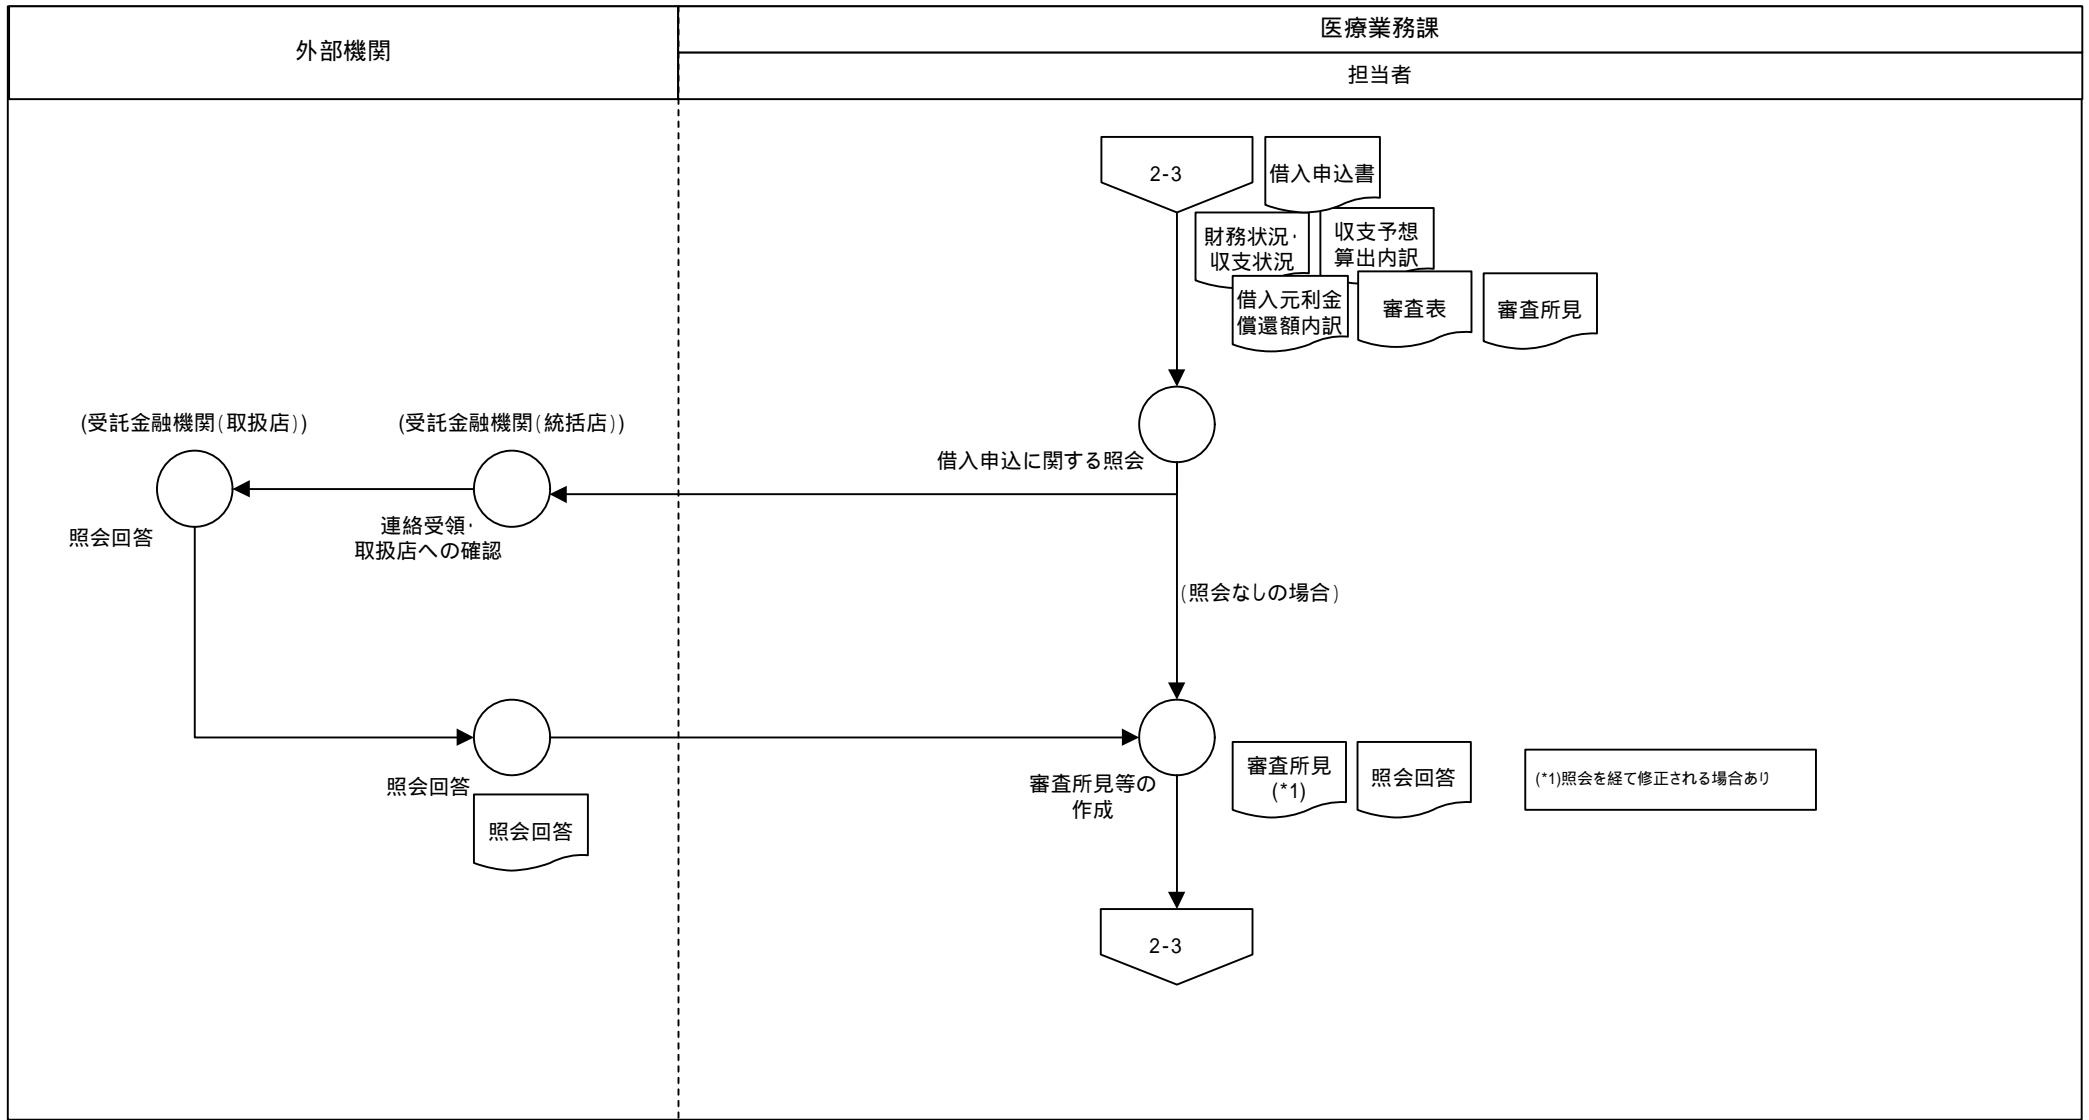 外部機関
医療業務課
担当者
2-3
借入申込書
財務状況・
収支状況
収支予想
算出内訳
借入元利金
償還額内訳
審査表
審査所見
(受託金融機関(取扱店))
(受託金融機関(統括店))
借入申込に関する照会
照会回答
連絡受領・
取扱店への確認
(照会なしの場合)
照会回答
照会回答
審査所見等の
作成
審査所見
(*1)
照会回答
(*1)照会を経て修正される場合あり
2-3